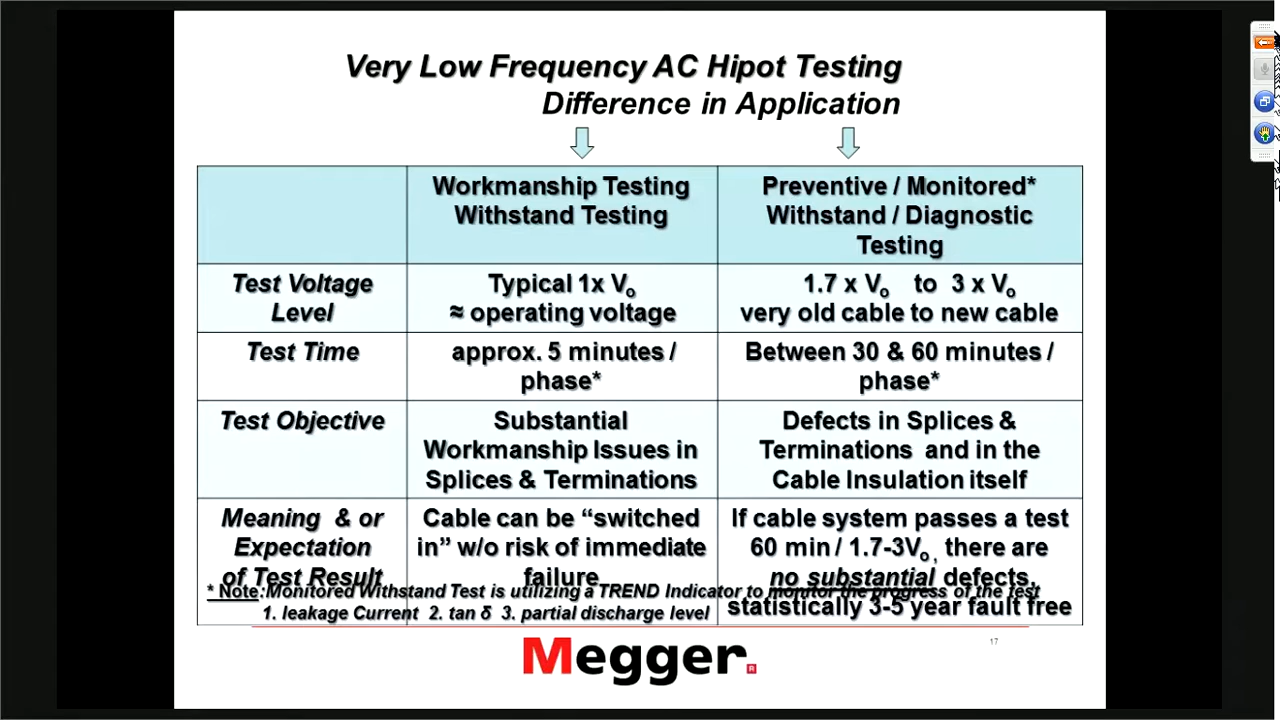 Very Low Frequency AC Hipot Testing
Difference in Application
Workmanship Testing
Withstand Testing
Preventive / Monitored*
Withstand / Diagnostic
Testing
Test Voltage
Level
Typical 1x Vo
≈ operating voltage
1.7 x Vo to 3 x Vo
very old cable to new cable
Test Time
approx. 5 minutes /
phase*
Between 30 & 60 minutes /
phase*
Test Objective
Substantial
Workmanship Issues in
Splices & Terminations
Defects in Splices &
Terminations and in the
Cable Insulation itself
Meaning & or
Expectation
of Test Result
Cable can be “switched
in” w/o risk of immediate
failure
If cable system passes a test
60 min / 1.7-3Vo , there are
no substantial defects,
statistically 3-5 year fault free
* Note:Monitored Withstand Test is utilizing a TREND Indicator to monitor the progress of the test
1. leakage Current 2. tan δ 3. partial discharge level
Megger.
17